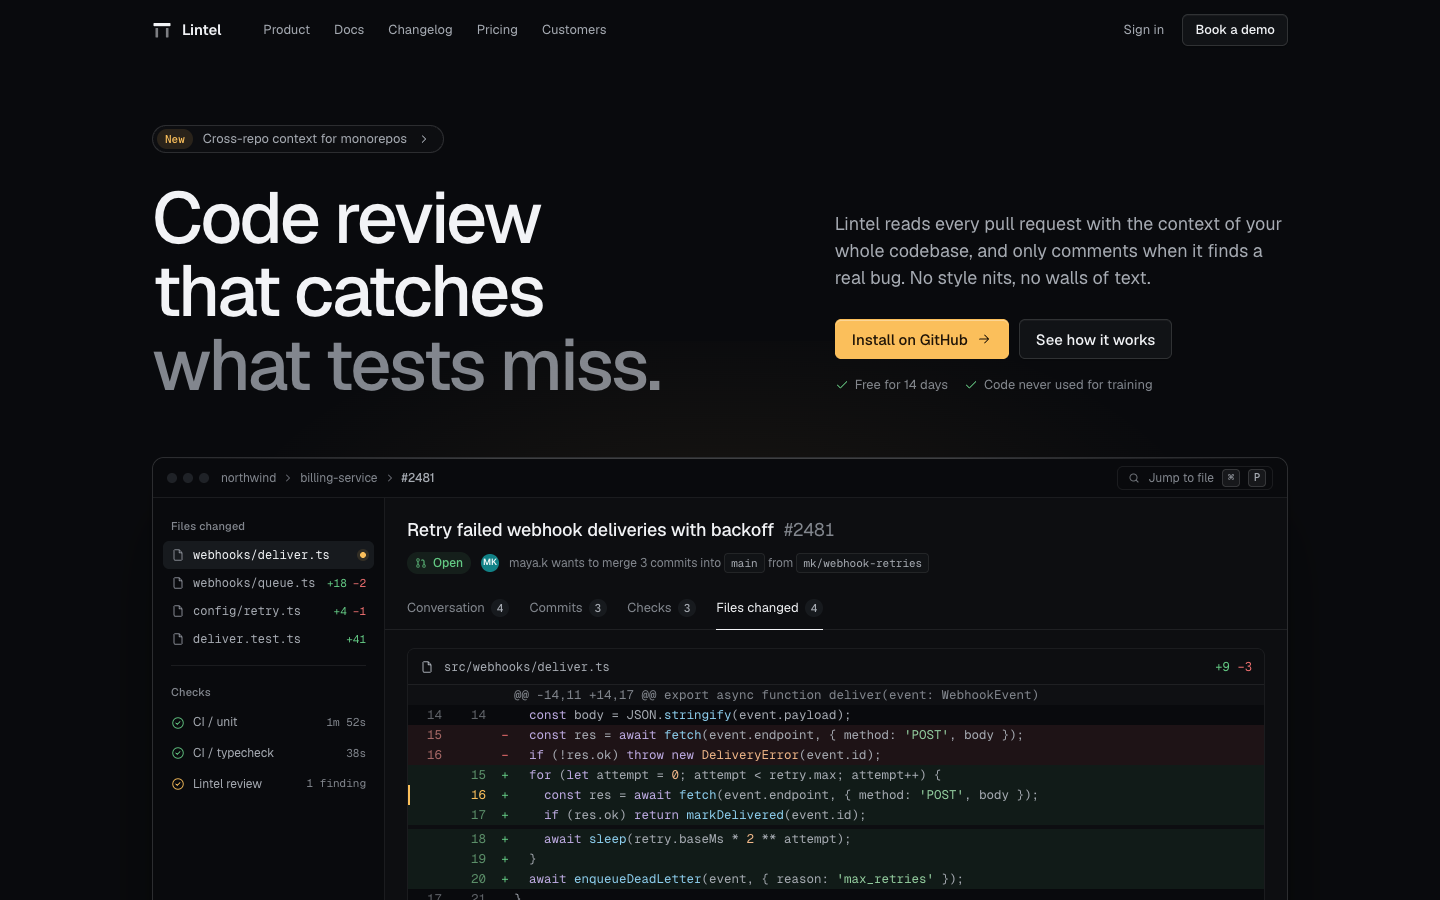 Lintel
Product
Docs
Changelog
Pricing
Customers
Sign in
Book a demo
New Cross-repo context for monorepos
Code review
that catches
what tests miss.
Lintel reads every pull request with the context of your
whole codebase, and only comments when it finds a
real bug. No style nits, no walls of text.
Install on GitHub
See how it works
Free for 14 days
Code never used for training
northwind > billing-service > #2481
Jump to file ⌘ P
Files changed
webhooks/deliver.ts
webhooks/queue.ts +18 −2
config/retry.ts +4 −1
deliver.test.ts +41
Checks
CI / unit 1m 52s
CI / typecheck 38s
Lintel review 1 finding
Retry failed webhook deliveries with backoff #2481
Open MK maya.k wants to merge 3 commits into main from mk/webhook-retries
Conversation 4 Commits 3 Checks 3 Files changed 4
src/webhooks/deliver.ts +9 −3
@@ -14,11 +14,17 @@ export async function deliver(event: WebhookEvent)
14 14 const body = JSON.stringify(event.payload);
15 − const res = await fetch(event.endpoint, { method: 'POST', body });
16 − if (!res.ok) throw new DeliveryError(event.id);
15 + for (let attempt = 0; attempt < retry.max; attempt++) {
16 + const res = await fetch(event.endpoint, { method: 'POST', body });
17 + if (res.ok) return markDelivered(event.id);
18 + await sleep(retry.baseMs * 2 ** attempt);
19 + }
20 + await enqueueDeadLetter(event, { reason: 'max_retries' });
17 21 }